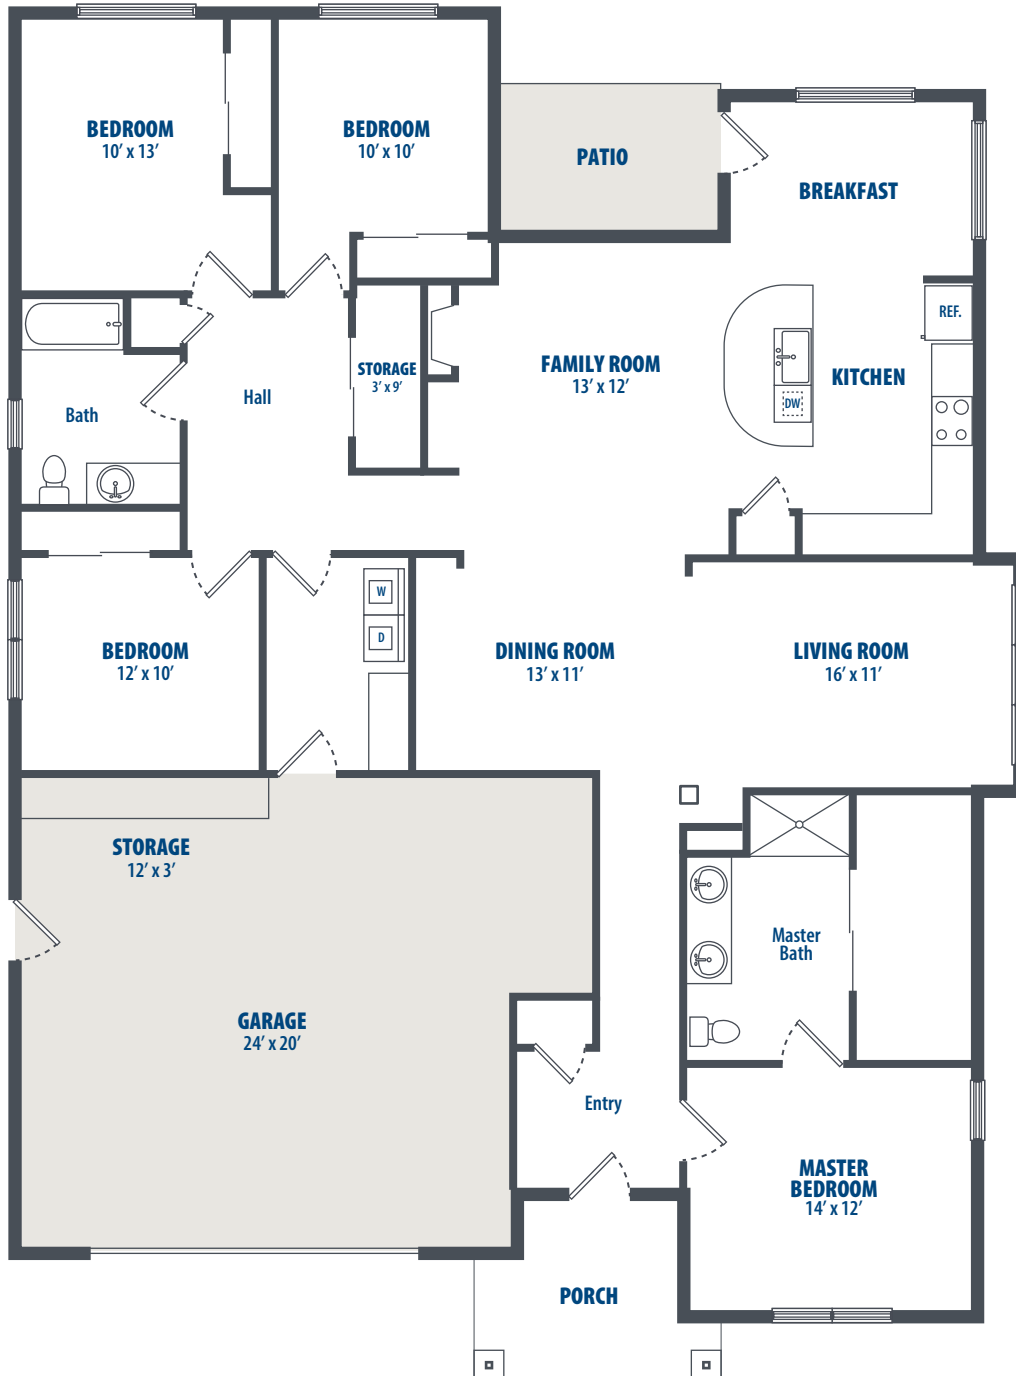 BEDROOM
10′ x 13′
BEDROOM
10′ x 10′
PATIO
BREAKFAST
REF.
STORAGE
3′ x 9′
FAMILY ROOM
13′ x 12′
KITCHEN
DW
Hall
Bath
W
D
BEDROOM
12′ x 10′
DINING ROOM
13′ x 11′
LIVING ROOM
16′ x 11′
STORAGE
12′ x 3′
Master
Bath
GARAGE
24′ x 20′
Entry
MASTER
BEDROOM
14′ x 12′
PORCH